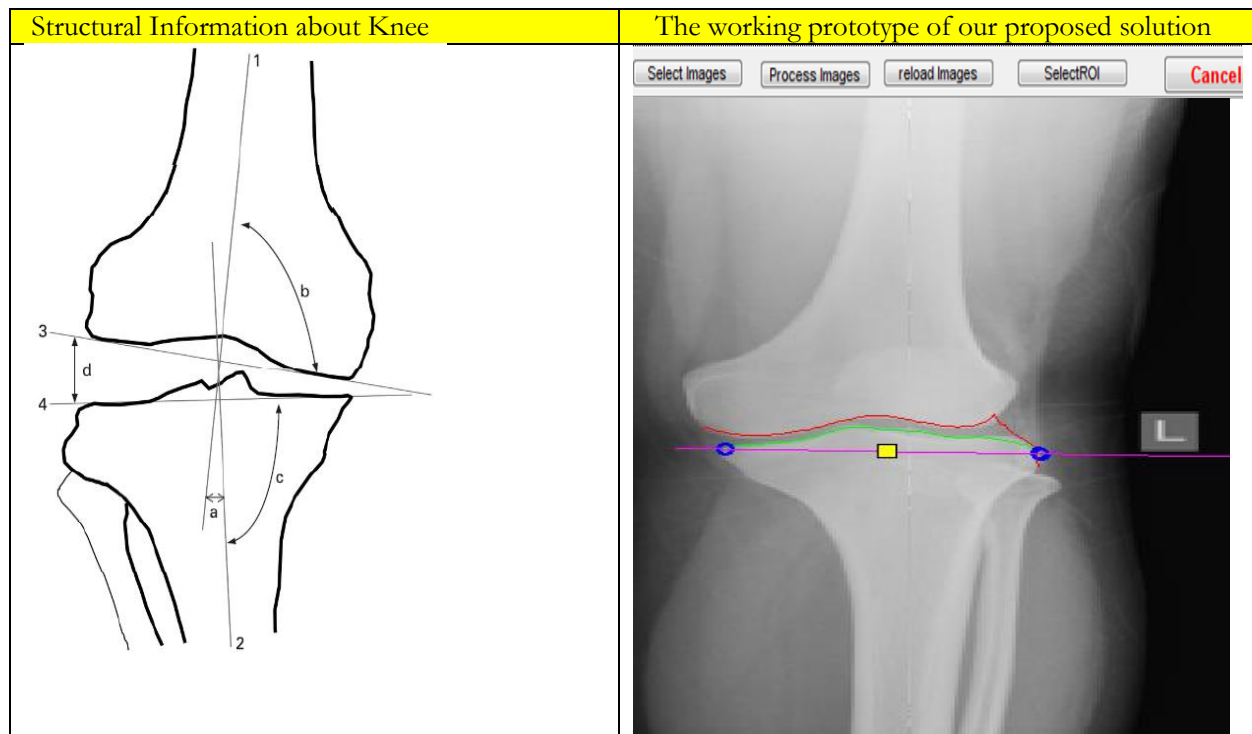 Structural Information about Knee
The working prototype of our proposed solution
Select Images Process Images reload Images SelectROI Cancel
1
b
3
d
4
c
a
2
L